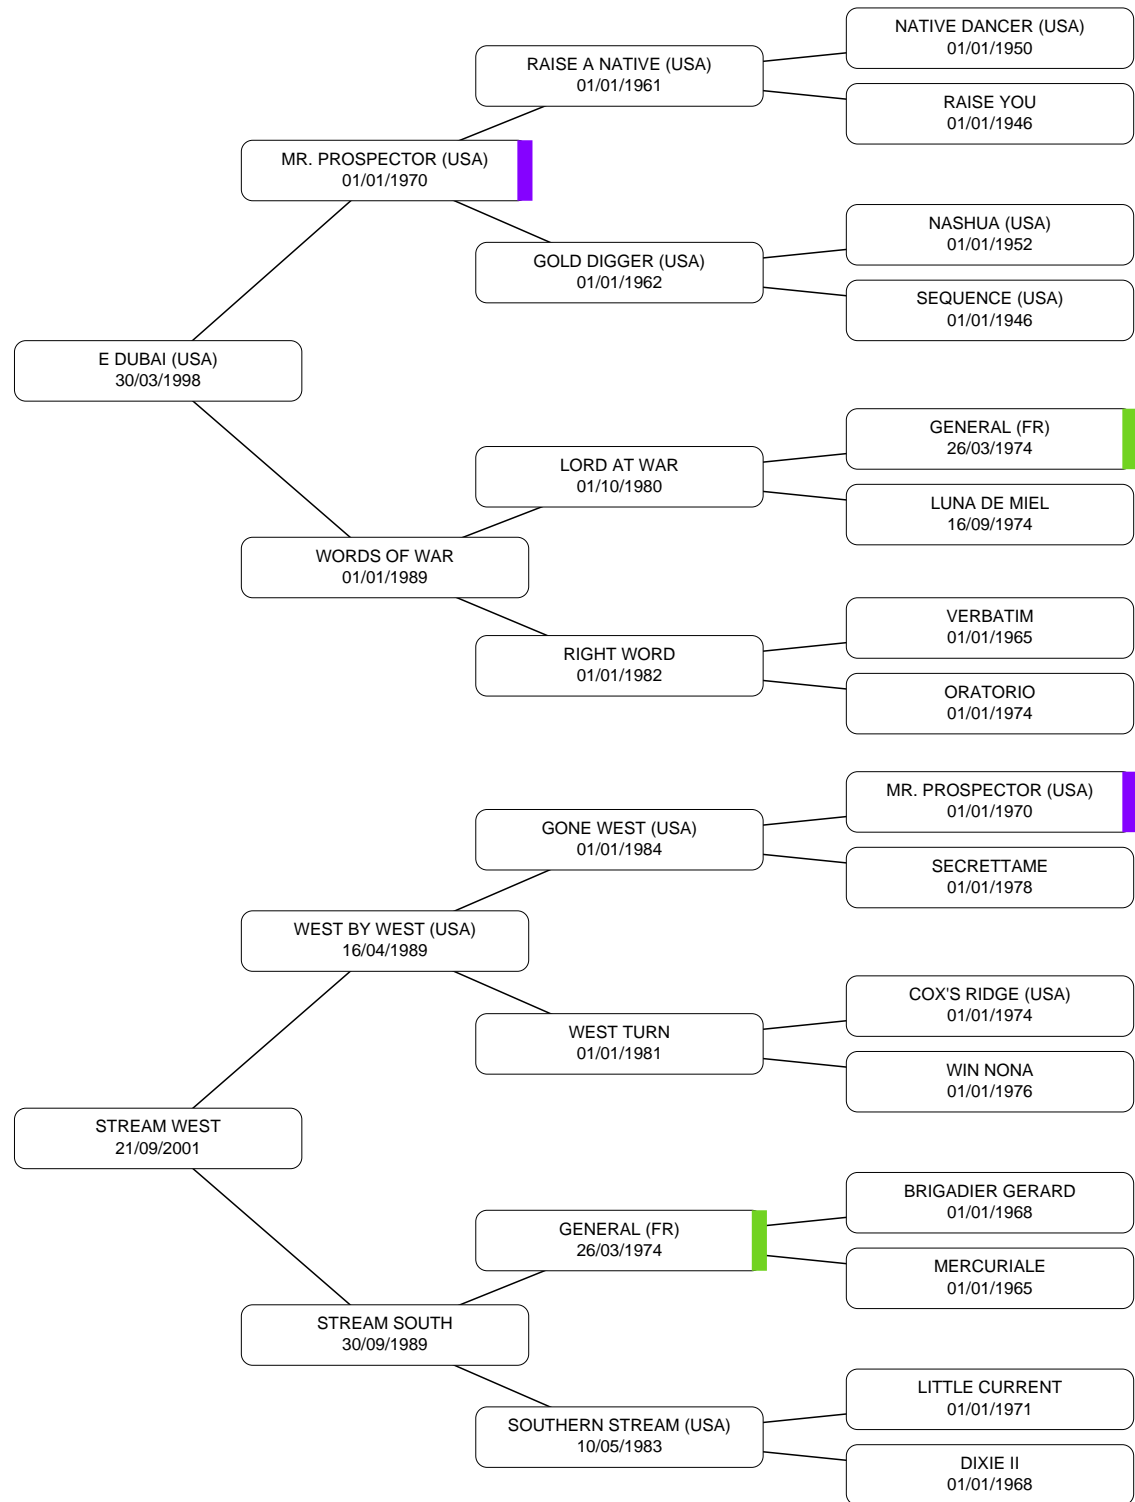 NATIVE DANCER (USA)
01/01/1950
RAISE A NATIVE (USA)
01/01/1961
RAISE YOU
01/01/1946
MR. PROSPECTOR (USA)
01/01/1970
NASHUA (USA)
01/01/1952
GOLD DIGGER (USA)
01/01/1962
SEQUENCE (USA)
01/01/1946
E DUBAI (USA)
30/03/1998
GENERAL (FR)
26/03/1974
LORD AT WAR
01/10/1980
LUNA DE MIEL
16/09/1974
WORDS OF WAR
01/01/1989
VERBATIM
01/01/1965
RIGHT WORD
01/01/1982
ORATORIO
01/01/1974
MR. PROSPECTOR (USA)
01/01/1970
GONE WEST (USA)
01/01/1984
SECRETTAME
01/01/1978
WEST BY WEST (USA)
16/04/1989
COX'S RIDGE (USA)
01/01/1974
WEST TURN
01/01/1981
WIN NONA
01/01/1976
STREAM WEST
21/09/2001
BRIGADIER GERARD
01/01/1968
GENERAL (FR)
26/03/1974
MERCURIALE
01/01/1965
STREAM SOUTH
30/09/1989
LITTLE CURRENT
01/01/1971
SOUTHERN STREAM (USA)
10/05/1983
DIXIE II
01/01/1968